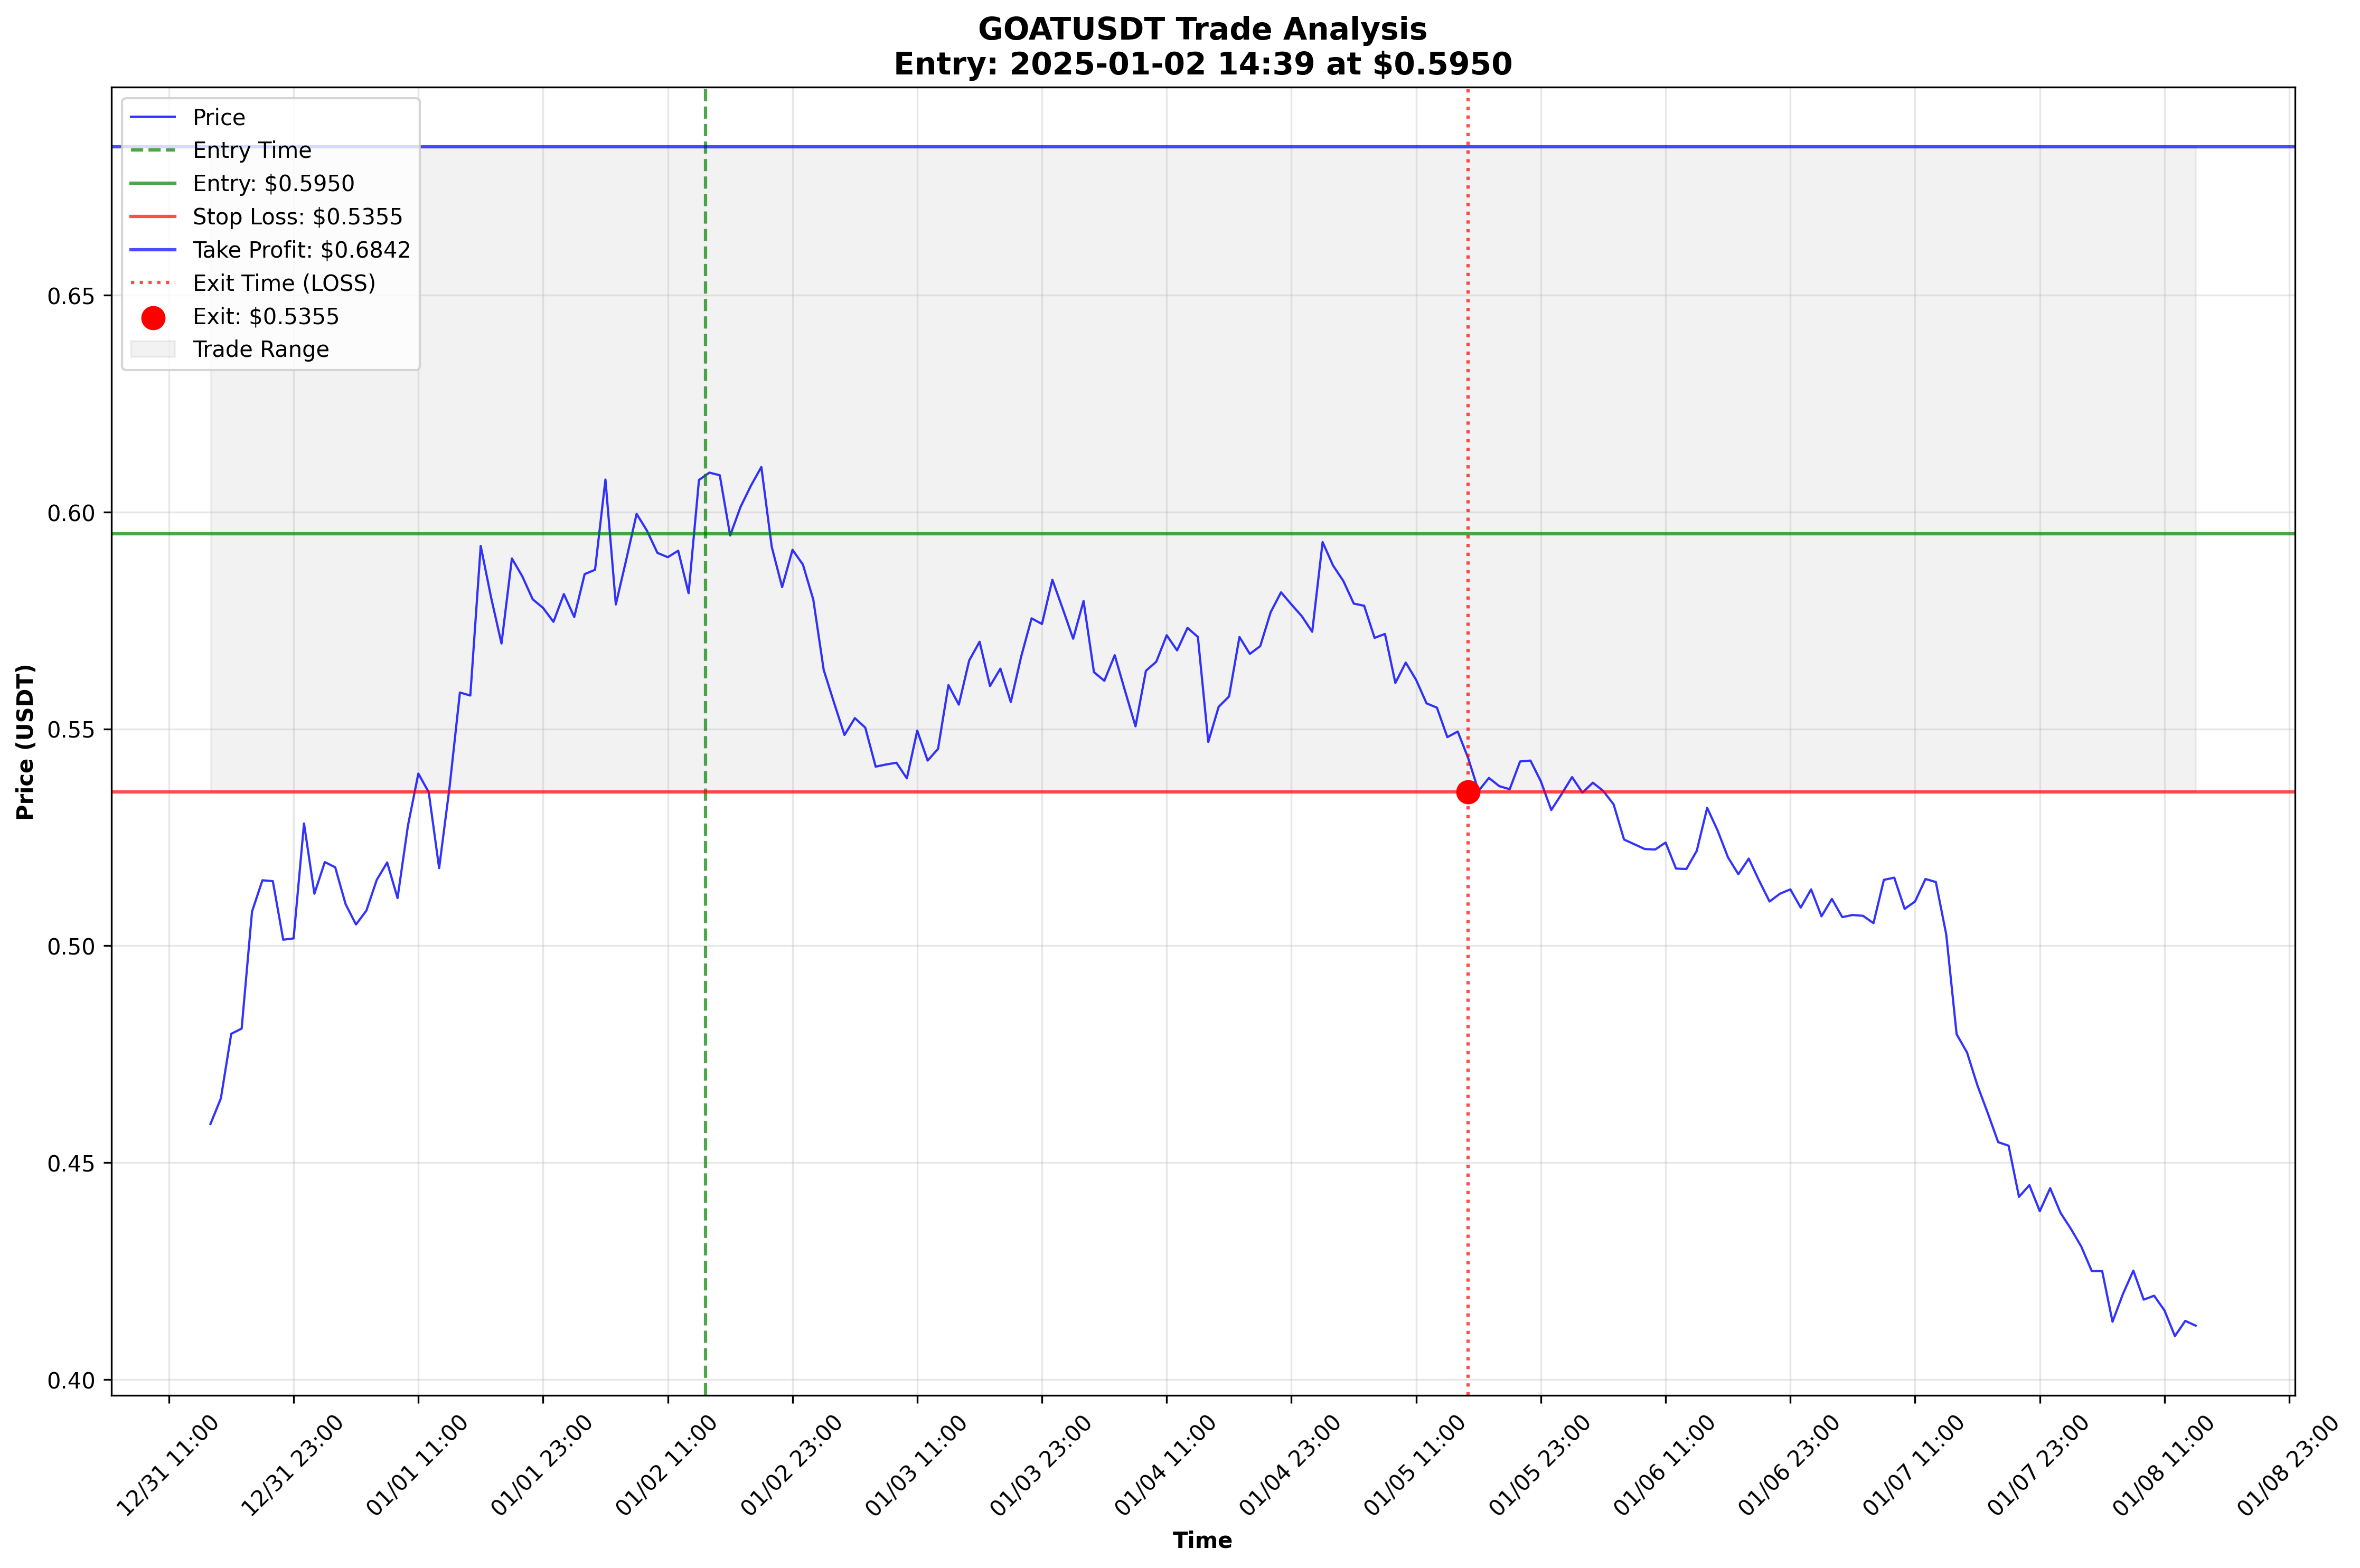 GOATUSDT Trade Analysis
Entry: 2025-01-02 14:39 at $0.5950
Price
Entry Time
Entry: $0.5950
Stop Loss: $0.5355
Take Profit: $0.6842
Exit Time (LOSS)
Exit: $0.5355
Trade Range
Price (USDT)
0.65
0.60
0.55
0.50
0.45
0.40
12/31 11:00
12/31 23:00
01/01 11:00
01/01 23:00
01/02 11:00
01/02 23:00
01/03 11:00
01/03 23:00
01/04 11:00
01/04 23:00
01/05 11:00
01/05 23:00
01/06 11:00
01/06 23:00
01/07 11:00
01/07 23:00
01/08 11:00
01/08 23:00
Time